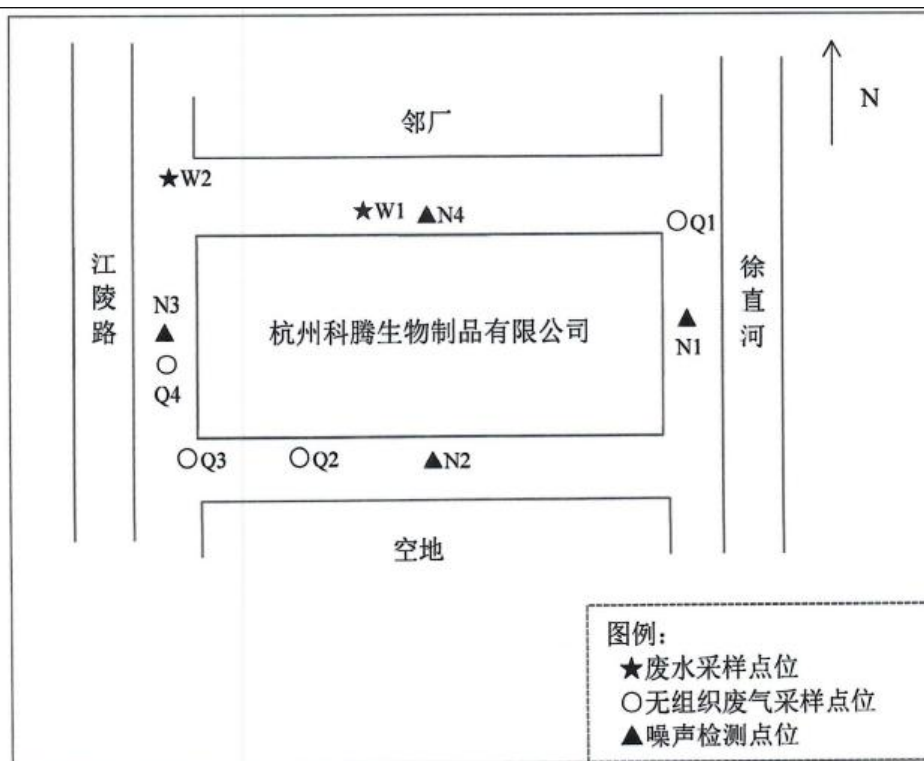 N
邻厂
★W2
★W1
▲N4
○Q1
江陵路
徐直河
N3
▲
○
Q4
杭州科腾生物制品有限公司
▲
N1
○Q3
○Q2
▲N2
空地
图例：
★废水采样点位
○无组织废气采样点位
▲噪声检测点位